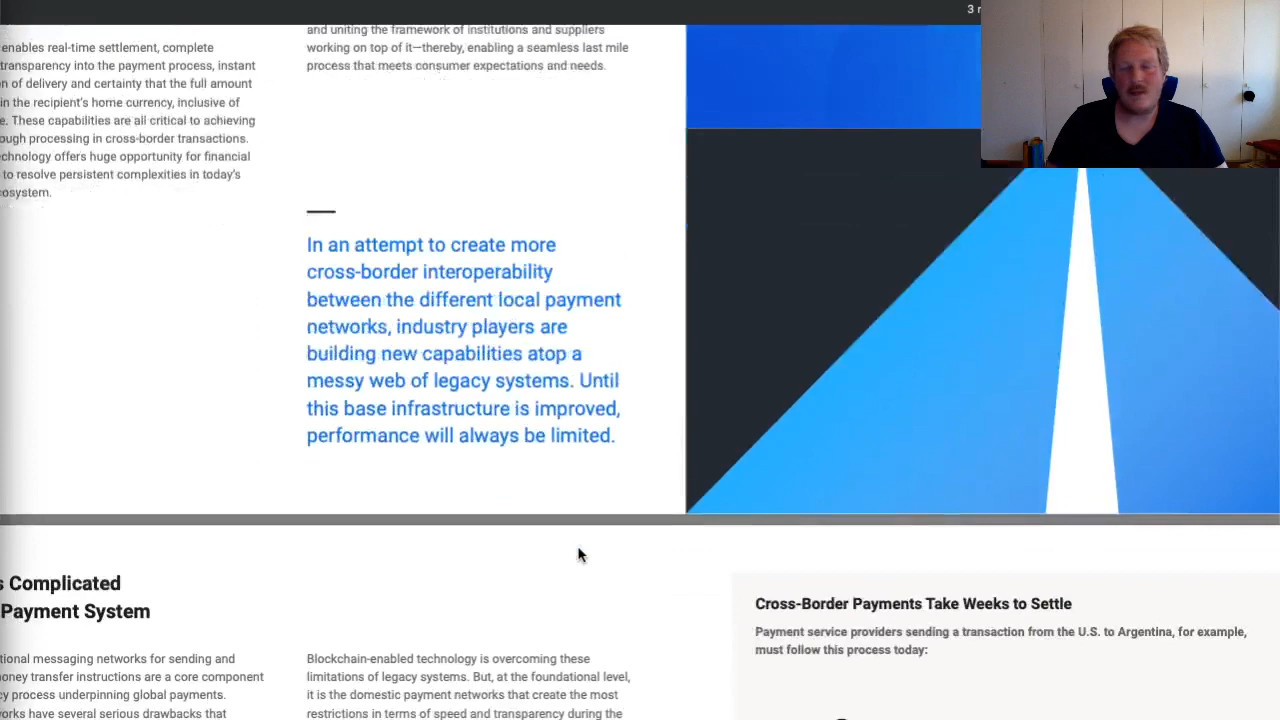 3
enables real-time settlement, complete
transparency into the payment process, instant
n of delivery and certainty that the full amount
in the recipient's home currency, inclusive of
e. These capabilities are all critical to achieving
ough processing in cross-border transactions.
echnology offers huge opportunity for financial
to resolve persistent complexities in today's
cosystem.
and uniting the framework of institutions and suppliers
working on top of it—thereby, enabling a seamless last mile
process that meets consumer expectations and needs.
In an attempt to create more
cross-border interoperability
between the different local payment
networks, industry players are
building new capabilities atop a
messy web of legacy systems. Until
this base infrastructure is improved,
performance will always be limited.
s Complicated
Payment System
tional messaging networks for sending and
oney transfer instructions are a core component
cy process underpinning global payments.
works have several serious drawbacks that
Blockchain-enabled technology is overcoming these
limitations of legacy systems. But, at the foundational level,
it is the domestic payment networks that create the most
restrictions in terms of speed and transparency during the
Cross-Border Payments Take Weeks to Settle
Payment service providers sending a transaction from the U.S. to Argentina, for example,
must follow this process today: